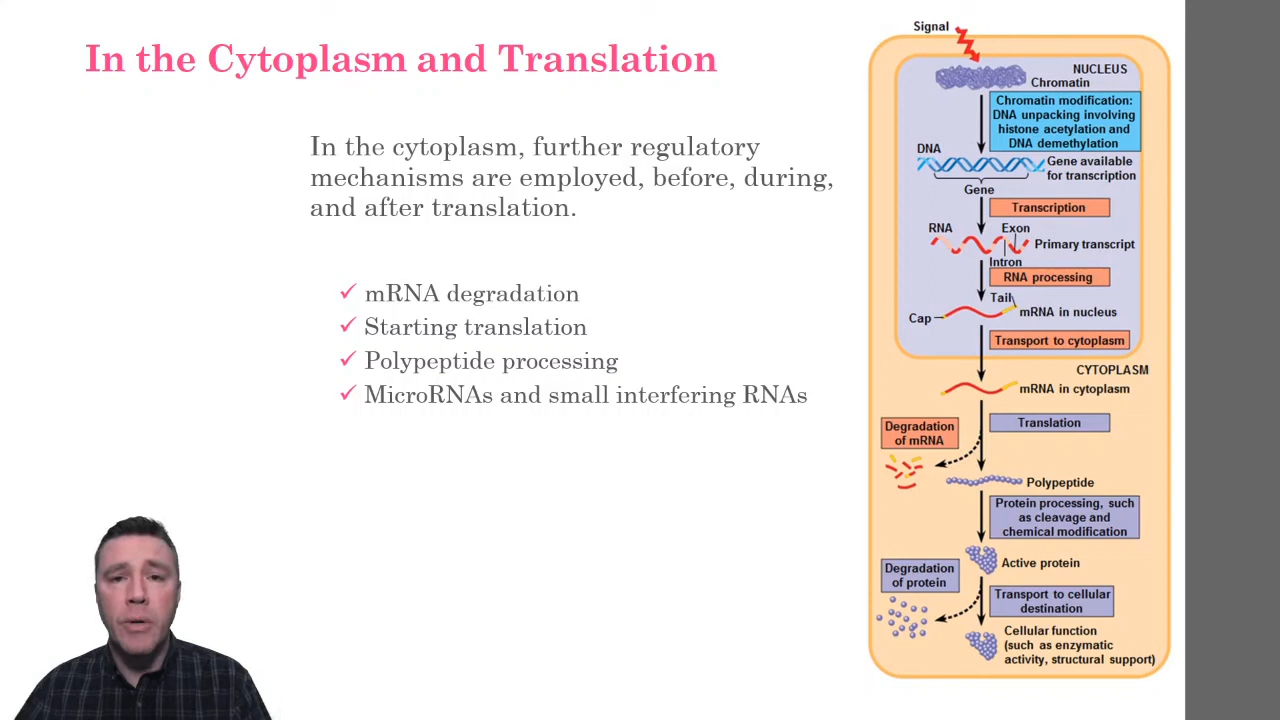 In the Cytoplasm and Translation
In the cytoplasm, further regulatory
mechanisms are employed, before, during,
and after translation.
mRNA degradation
Starting translation
Polypeptide processing
MicroRNAs and small interfering RNAs
Signal
NUCLEUS
Chromatin
Chromatin modification:
DNA unpacking involving
histone acetylation and
DNA demethylation
DNA
Gene available
for transcription
Gene
Transcription
RNA
Exon
Primary transcript
Intron
RNA processing
Tail
mRNA in nucleus
Cap
Transport to cytoplasm
CYTOPLASM
mRNA in cytoplasm
Translation
Degradation
of mRNA
Polypeptide
Protein processing, such
as cleavage and
chemical modification
Active protein
Degradation
of protein
Transport to cellular
destination
Cellular function
(such as enzymatic
activity, structural support)